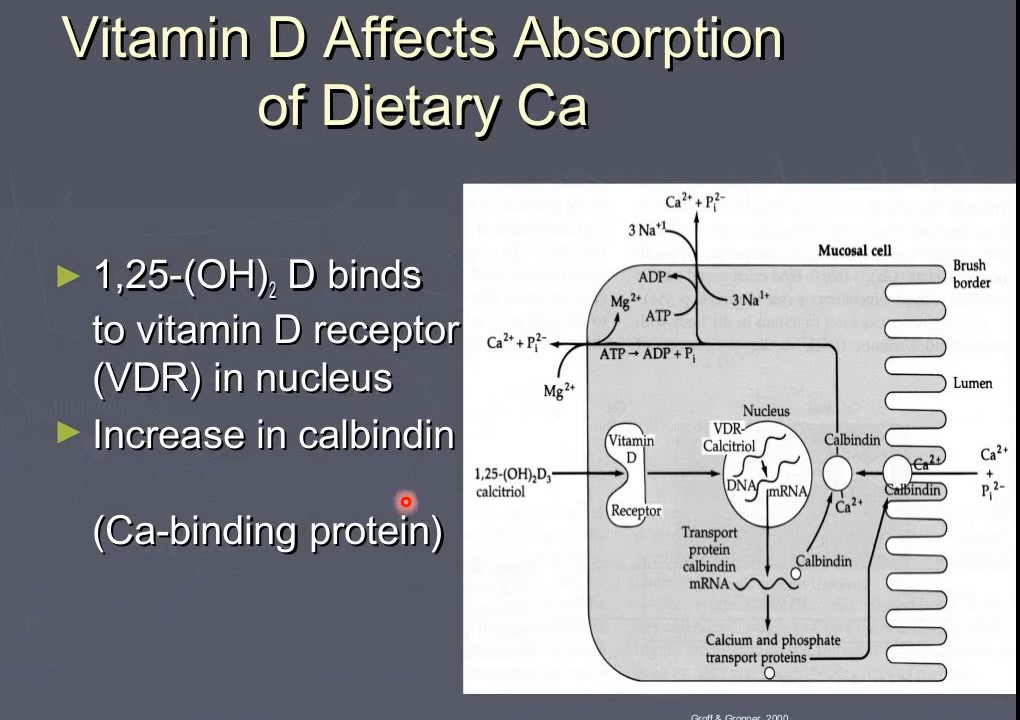 Vitamin D Affects Absorption
of Dietary Ca
► 1,25-(OH)₂ D binds
to vitamin D receptor
(VDR) in nucleus
► Increase in calbindin
(Ca-binding protein)
Ca²⁺ + Pᵢ²⁻
3 Na⁺¹
Mucosal cell
Brush
border
ADP
Mg²⁺
3 Na¹⁺
ATP
Ca²⁺ + Pᵢ²⁻
ATP → ADP + Pᵢ
Mg²⁺
Lumen
Nucleus
VDR-
Calcitriol
Vitamin
D
Receptor
1,25-(OH)₂D₃
calcitriol
DNA
mRNA
Calbindin
Ca²⁺
Ca²⁺
Calbindin
Ca²⁺
+
Pᵢ²⁻
Transport
protein
calbindin
mRNA
Calbindin
Calcium and phosphate
transport proteins